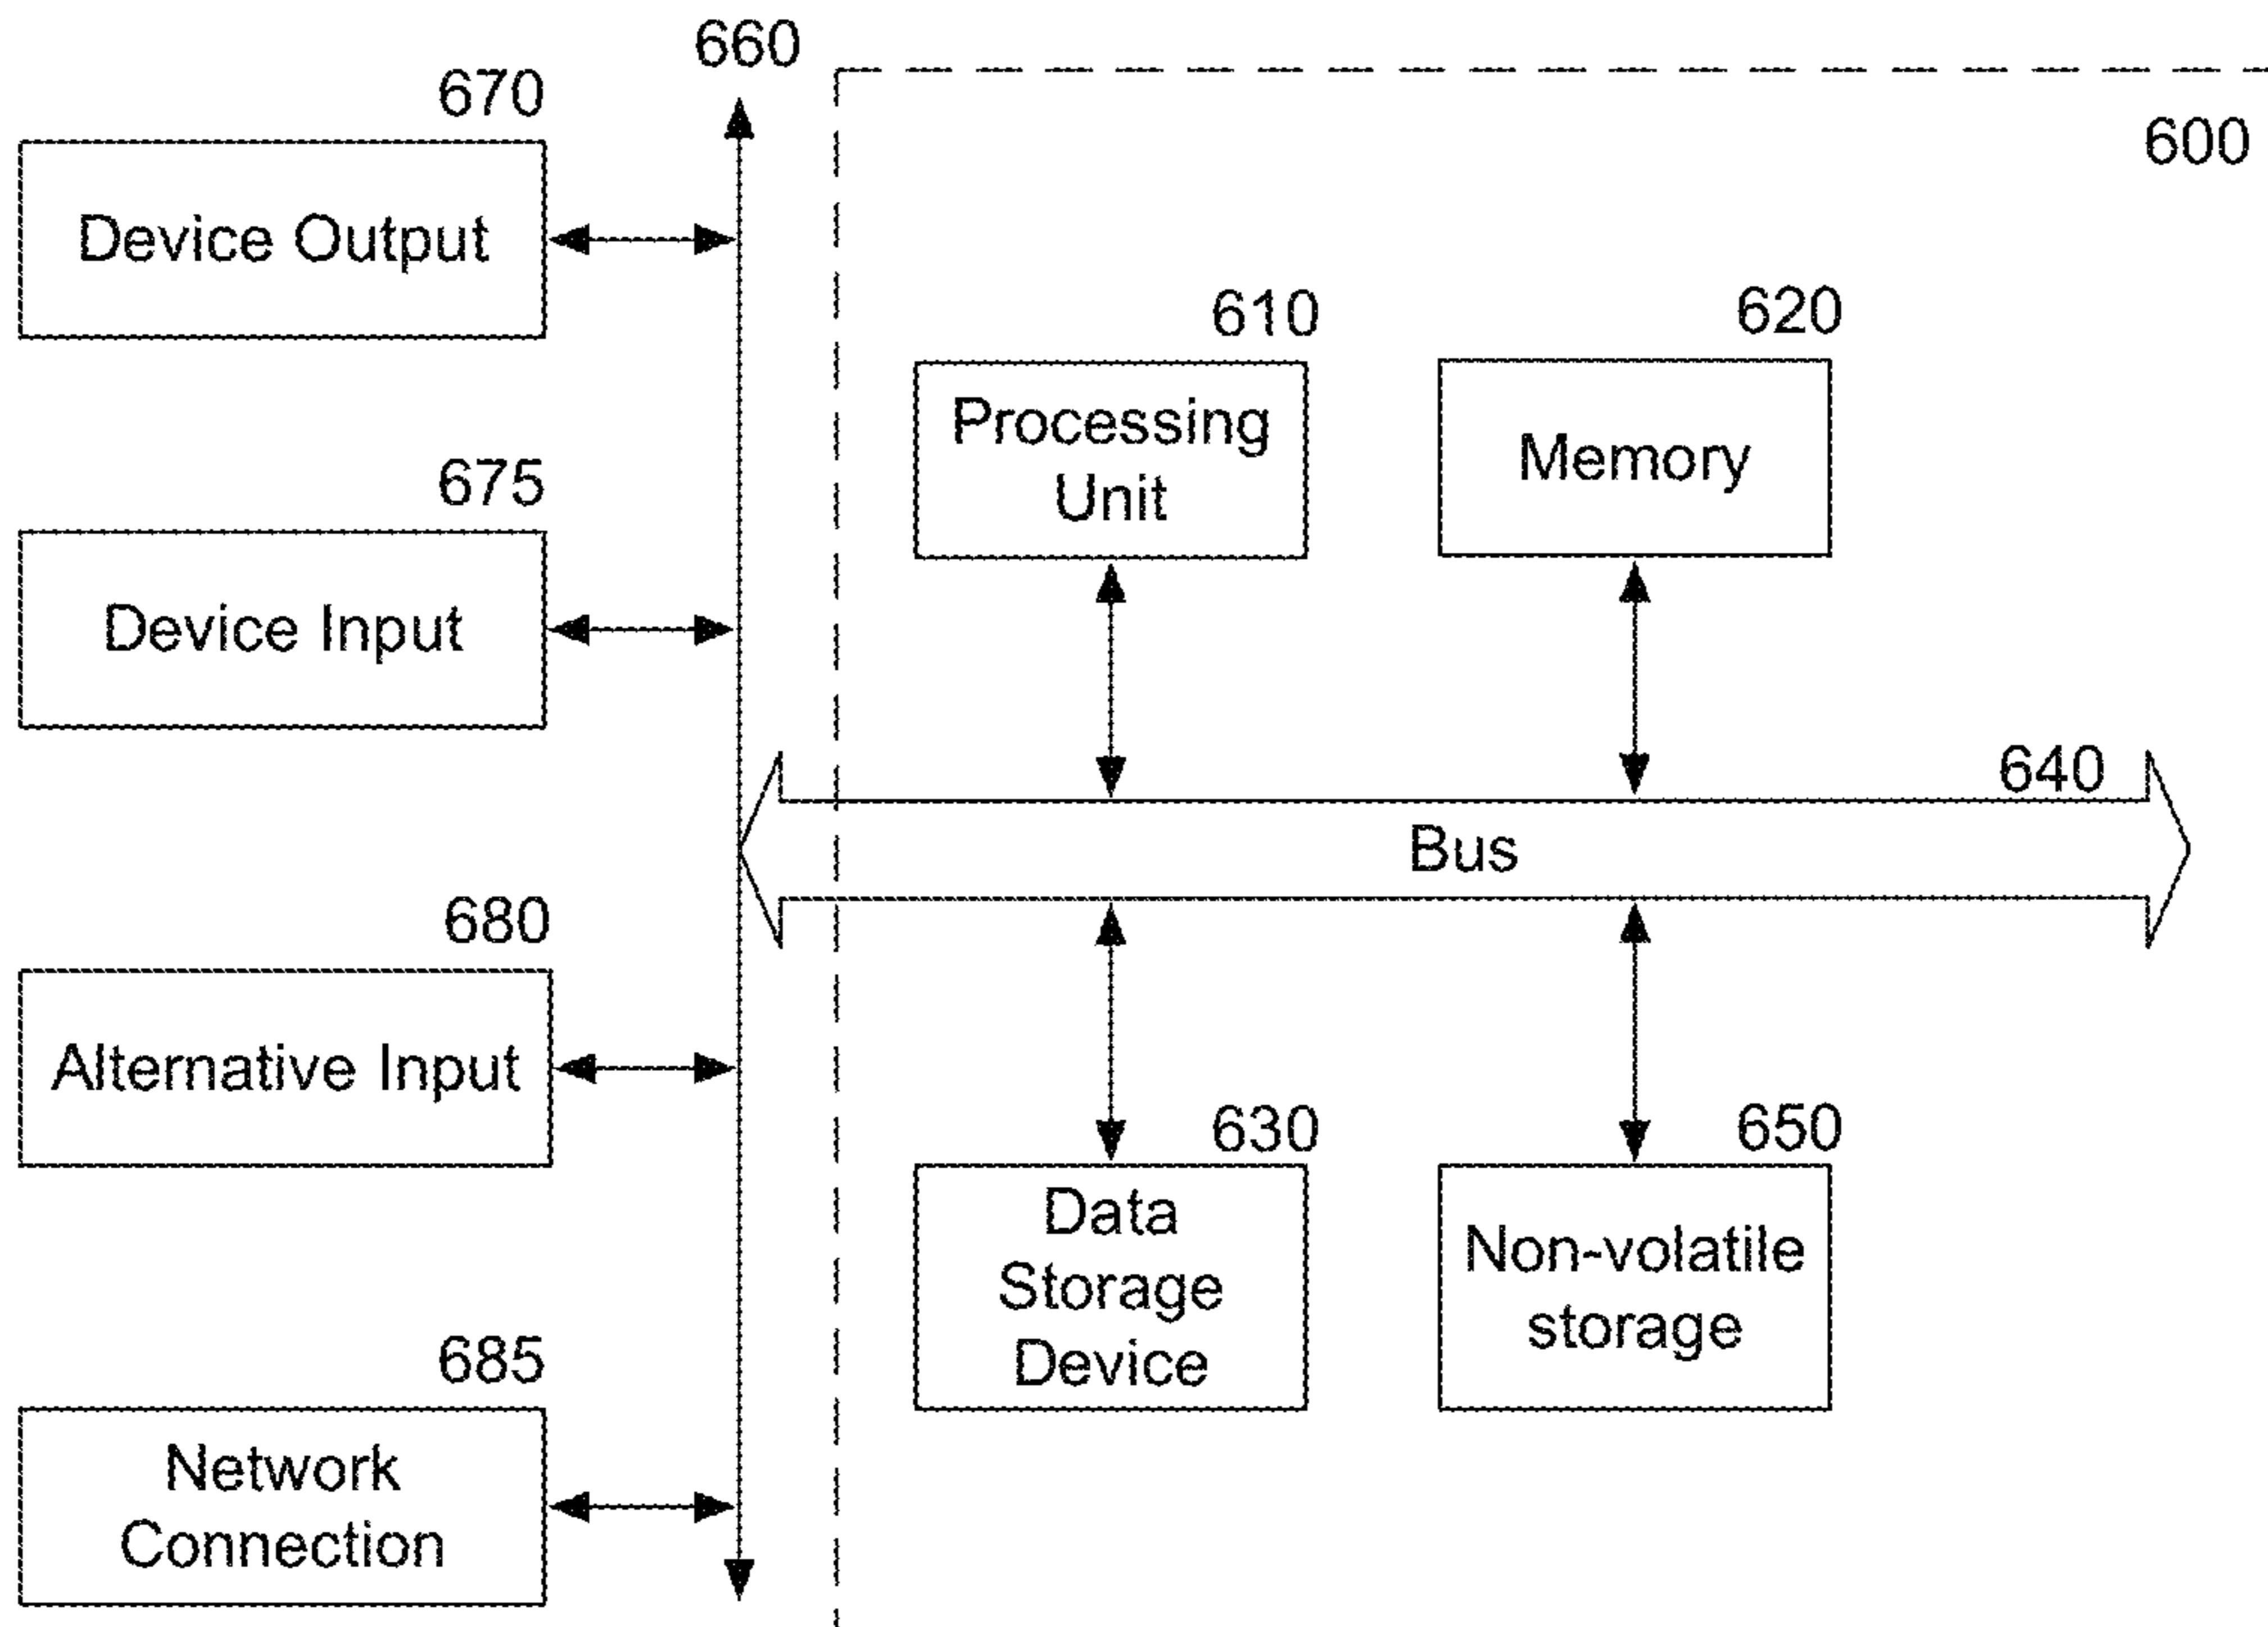 660
670
600
Device Output
610
620
Processing
Unit
Memory
675
Device Input
640
Bus
680
Alternative Input
630
650
Data
Storage
Device
Non-volatile
storage
685
Network
Connection